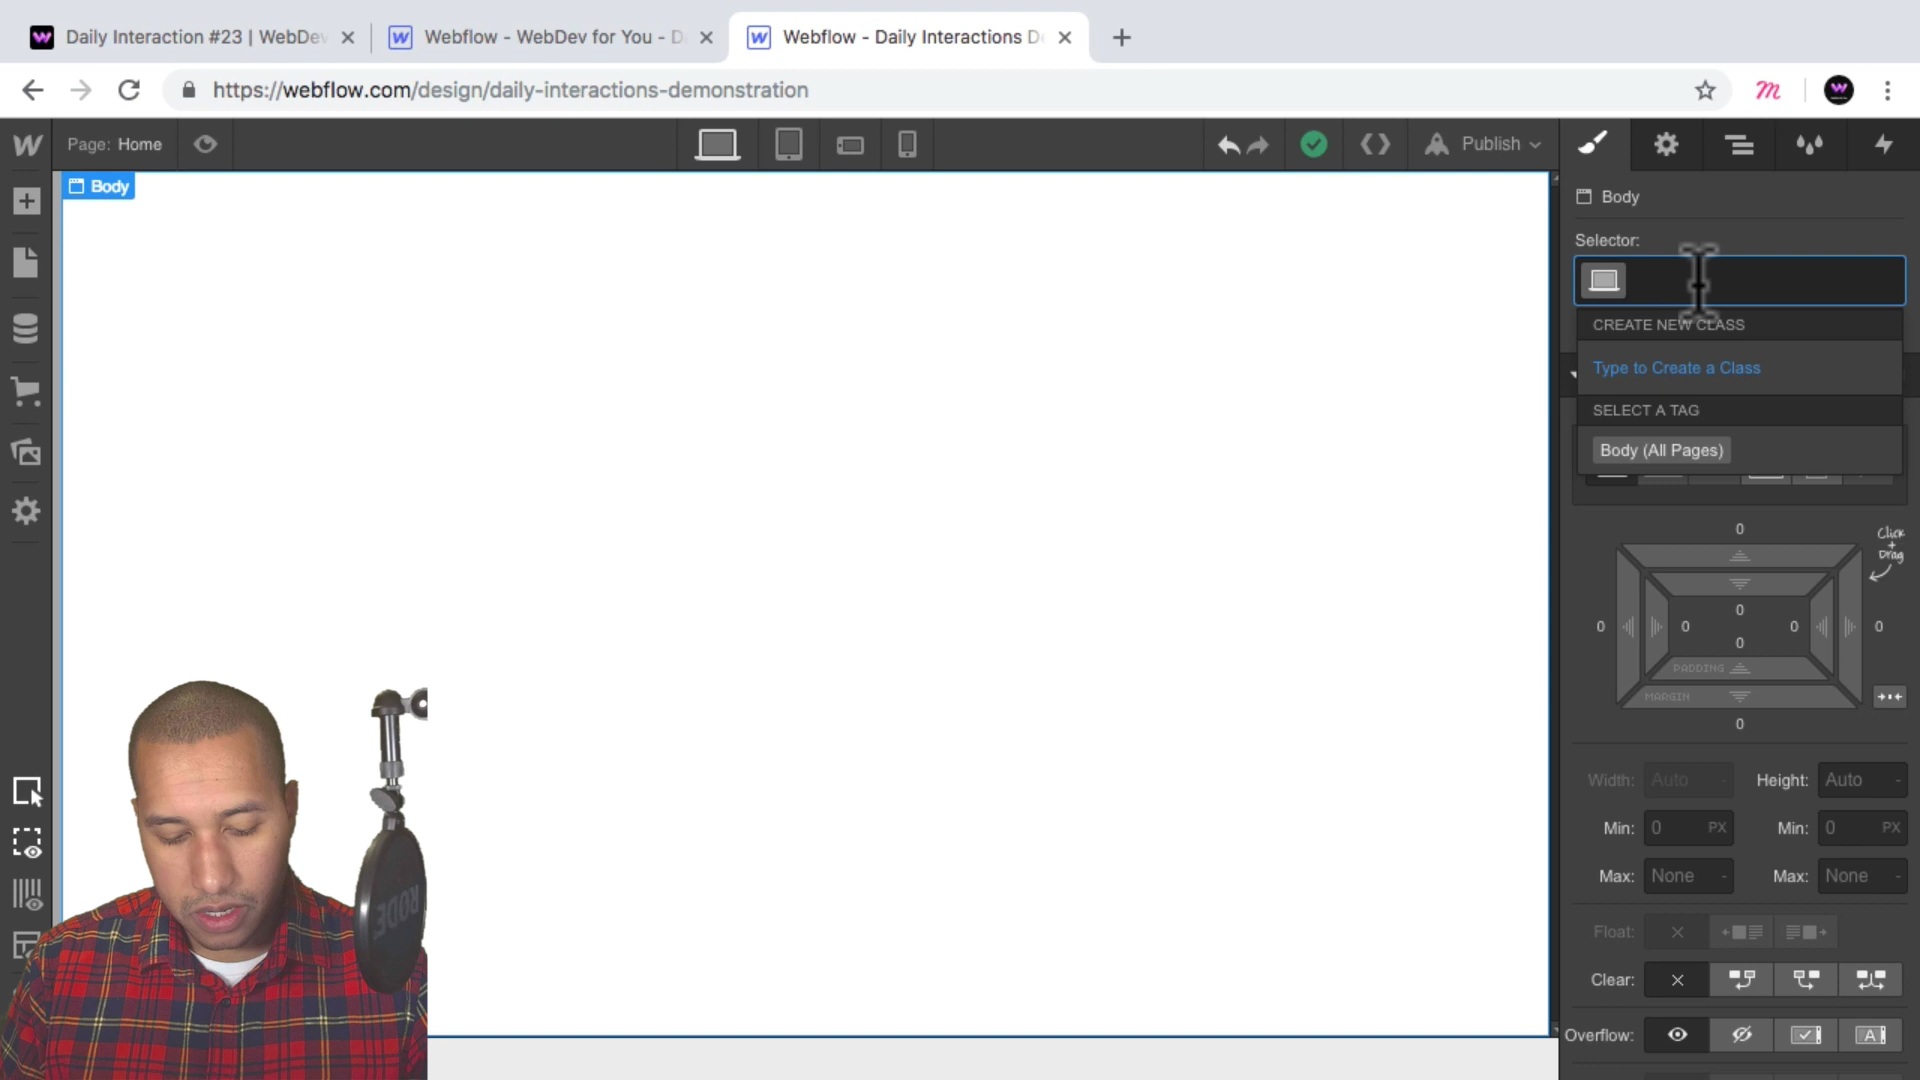 Daily Interaction #23 | WebDev
Webflow - WebDev for You - D
Webflow - Daily Interactions D
https://webflow.com/design/daily-interactions-demonstration
Page: Home
Publish
Body
Body
Selector:
CREATE NEW CLASS
Type to Create a Class
SELECT A TAG
Body (All Pages)
0
Click
+
Drag
0
0 0 0 0
0
PADDING
MARGIN
0
Width: Auto - Height: Auto -
Min: 0 PX Min: 0 PX
Max: None - Max: None -
Float:
Clear:
Overflow:
RODE